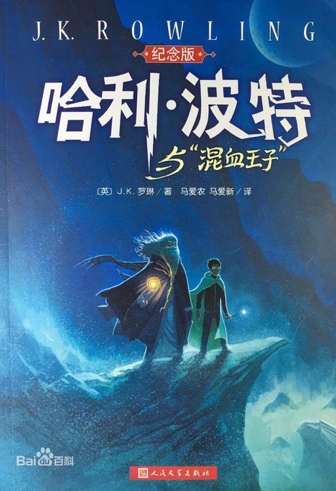 J.K.ROWLING
纪念版
哈利·波特
与“混血王子”
〔英〕J.K. 罗琳 / 著 马爱农 马爱新 / 译
Bai度百科
人民文学出版社